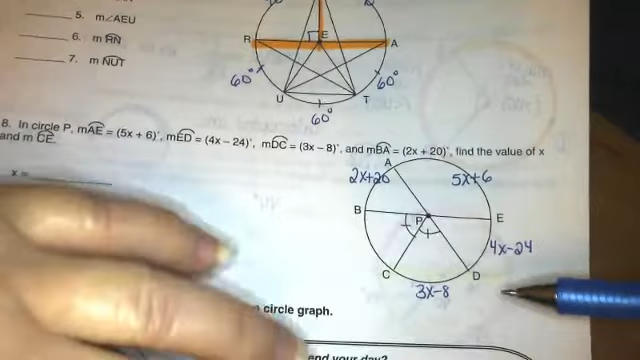 5. m∠AEU
R E A
6. m RN
7. m NUT
60° 60°
U T
60°
8. In circle P, mAE = (5x + 6)°, mED = (4x − 24)°, mDC = (3x − 8)°, and mBA = (2x + 20)°, find the value of x
and m CE.
A
x =
2x+20 5x+6
B P E
4x-24
C D
3x-8
circle graph.
end your day?